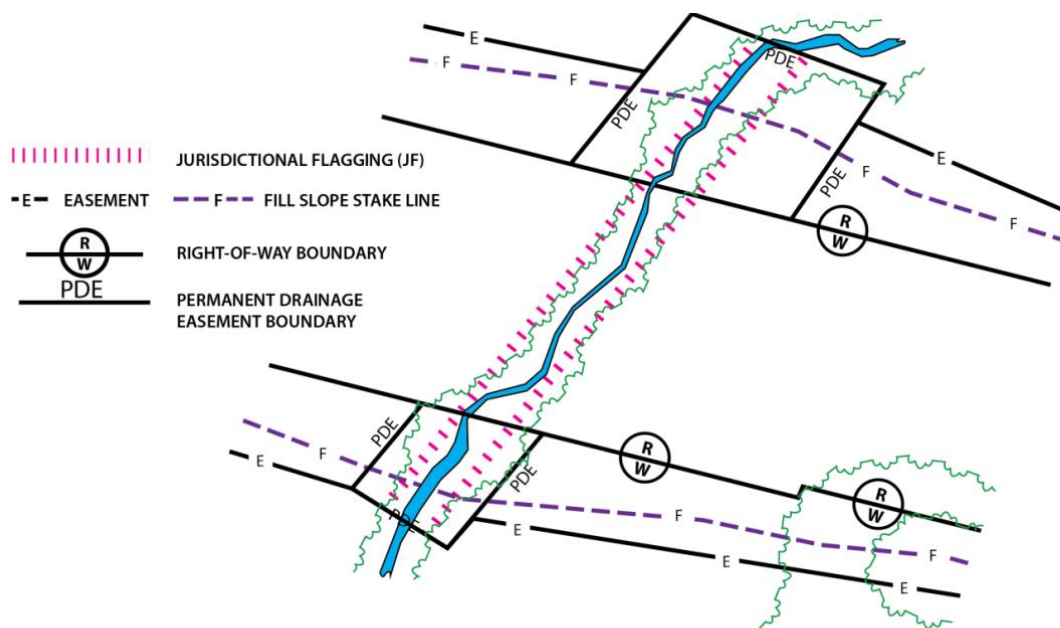 E
F
F
PDE
PDE
E
F
PDE
F
R
W
JURISDICTIONAL FLAGGING (JF)
E EASEMENT
F FILL SLOPE STAKE LINE
R
W
RIGHT-OF-WAY BOUNDARY
PDE
PERMANENT DRAINAGE
EASEMENT BOUNDARY
PDE
F
E
PDE
PDE
R
W
F
E
R
W
F
E